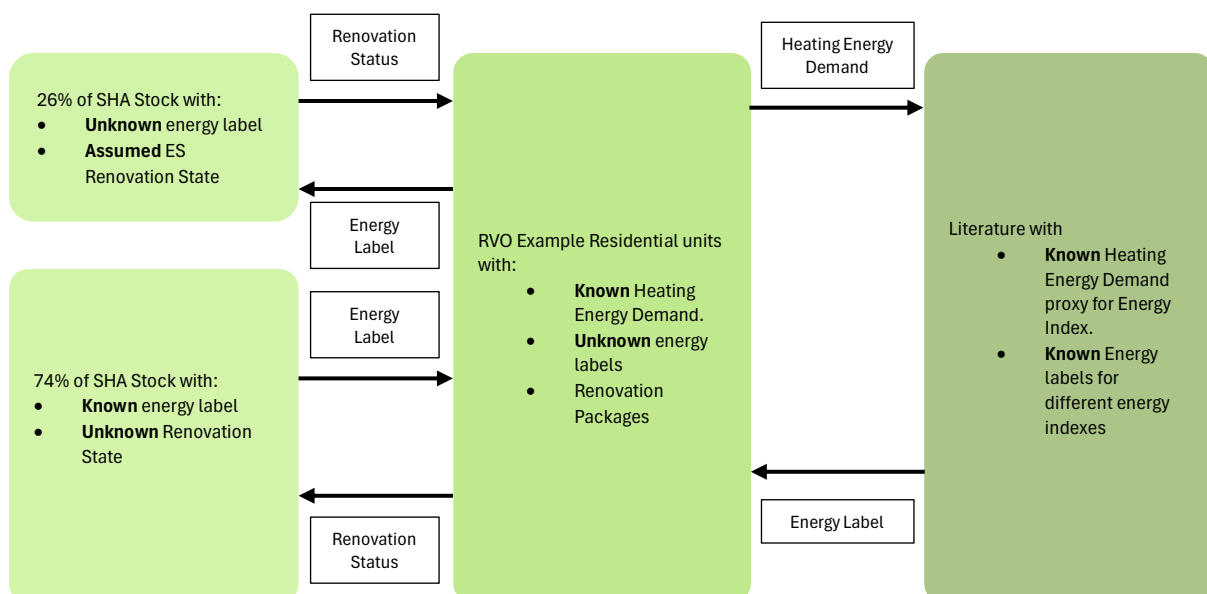 Renovation
Status
26% of SHA Stock with:
• Unknown energy label
• Assumed ES
Renovation State
Energy
Label
Energy
Label
74% of SHA Stock with:
• Known energy label
• Unknown Renovation
State
Renovation
Status
RVO Example Residential units
with:
• Known Heating
Energy Demand.
• Unknown energy
labels
• Renovation
Packages
Heating Energy
Demand
Literature with
• Known Heating
Energy Demand
proxy for Energy
Index.
• Known Energy
labels for
different energy
indexes
Energy Label